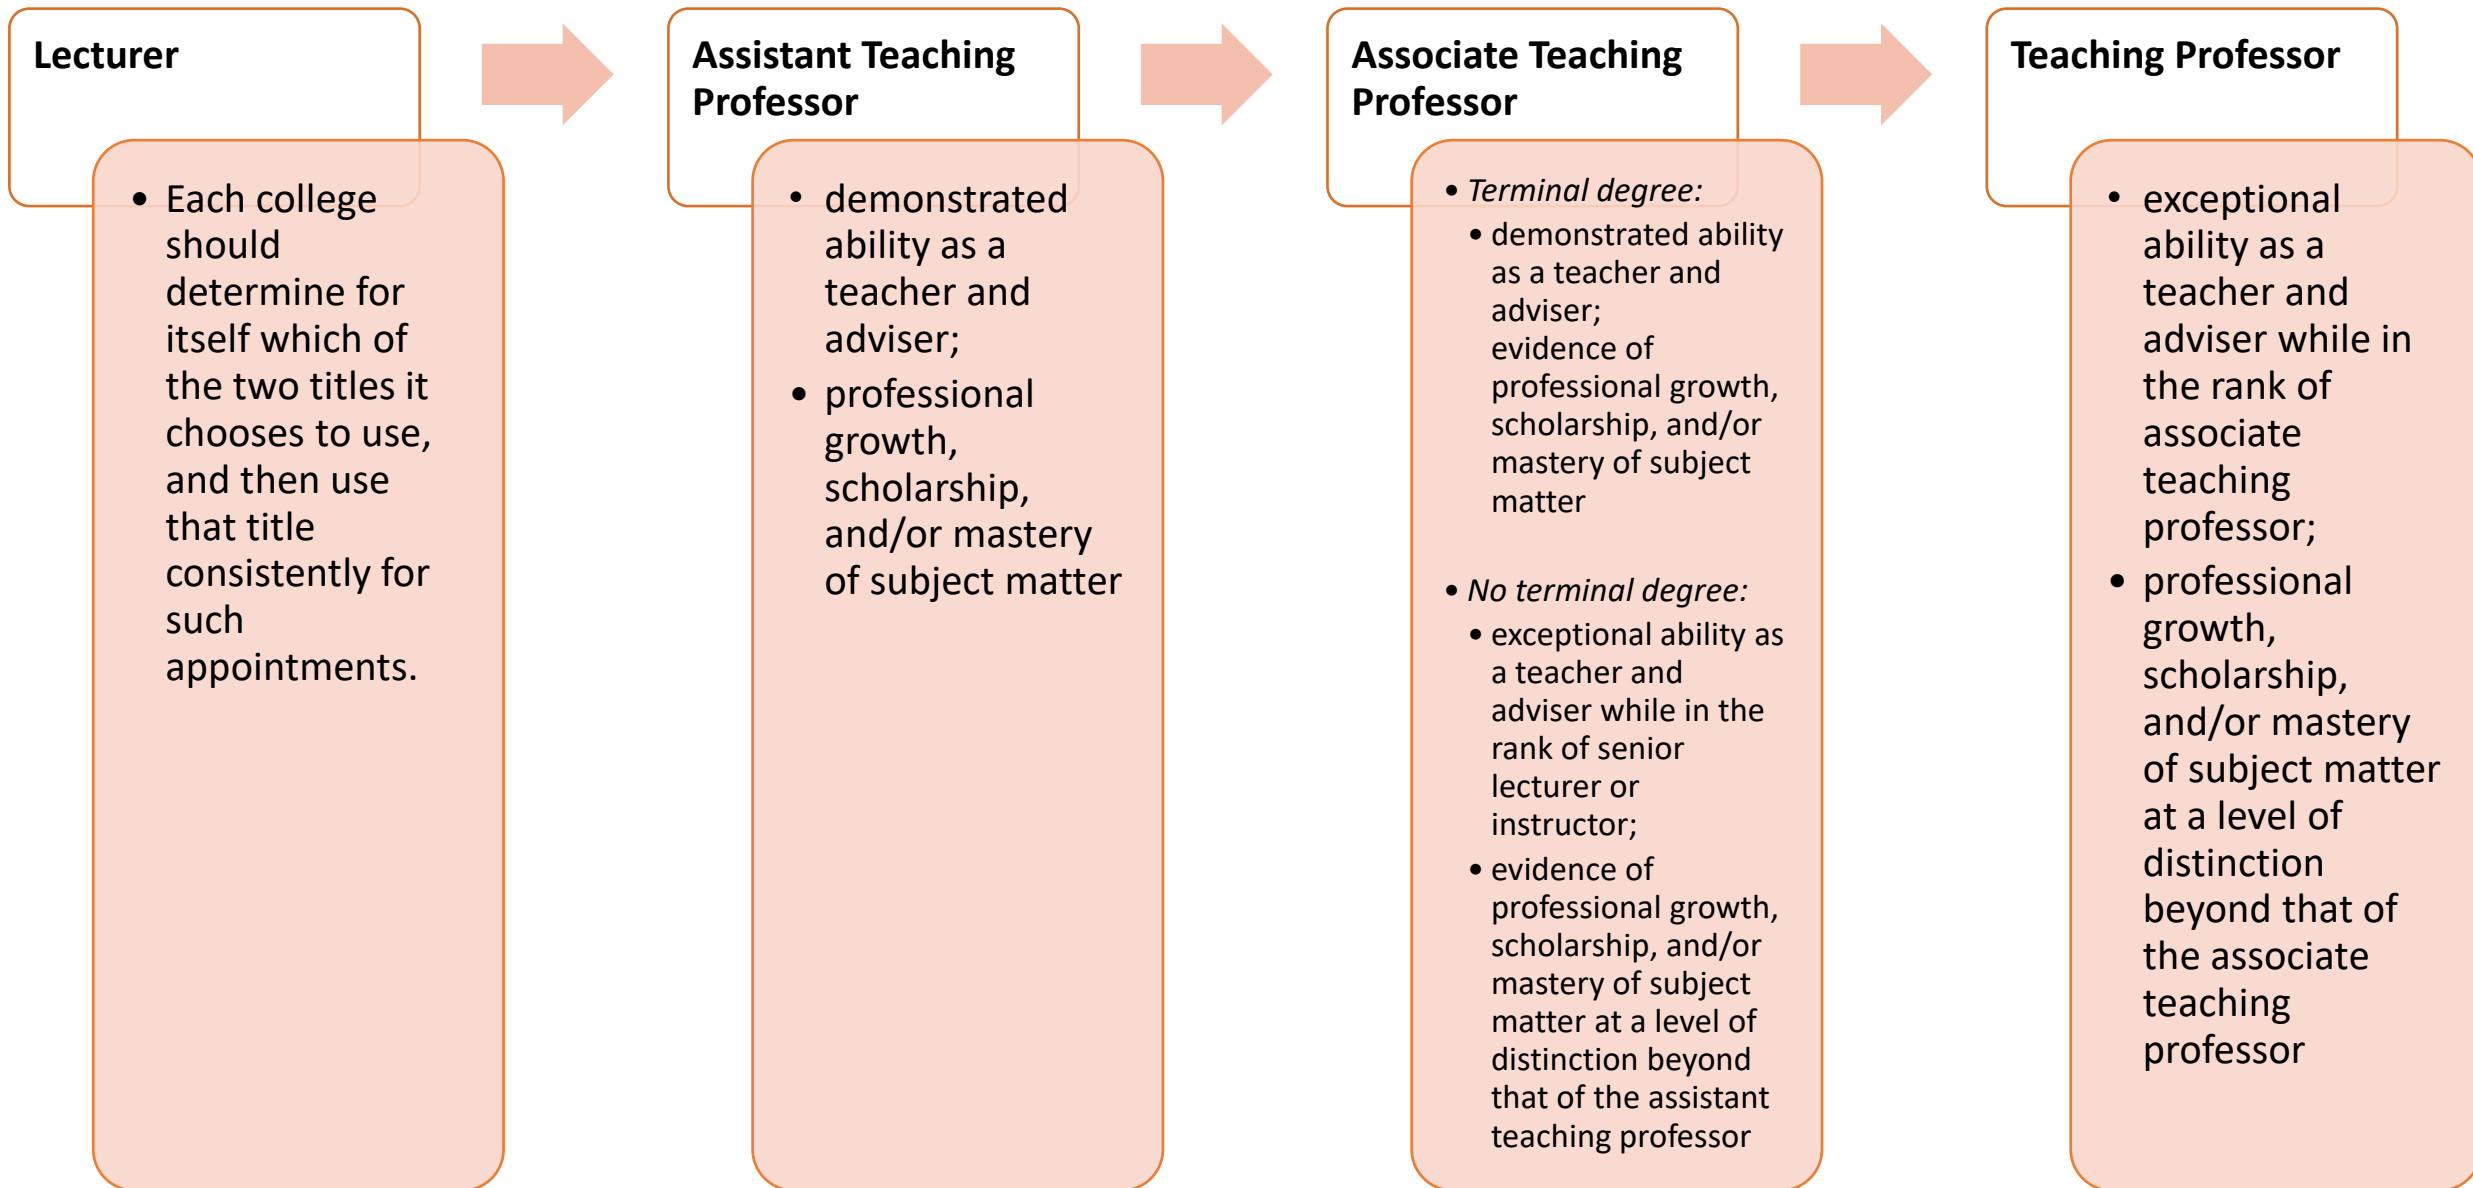 Lecturer
• Each college
should
determine for
itself which of
the two titles it
chooses to use,
and then use
that title
consistently for
such
appointments.
Assistant Teaching
Professor
• demonstrated
ability as a
teacher and
adviser;
• professional
growth,
scholarship,
and/or mastery
of subject matter
Associate Teaching
Professor
• Terminal degree:
• demonstrated ability
as a teacher and
adviser;
evidence of
professional growth,
scholarship, and/or
mastery of subject
matter
• No terminal degree:
• exceptional ability as
a teacher and
adviser while in the
rank of senior
lecturer or
instructor;
• evidence of
professional growth,
scholarship, and/or
mastery of subject
matter at a level of
distinction beyond
that of the assistant
teaching professor
Teaching Professor
• exceptional
ability as a
teacher and
adviser while in
the rank of
associate
teaching
professor;
• professional
growth,
scholarship,
and/or mastery
of subject matter
at a level of
distinction
beyond that of
the associate
teaching
professor